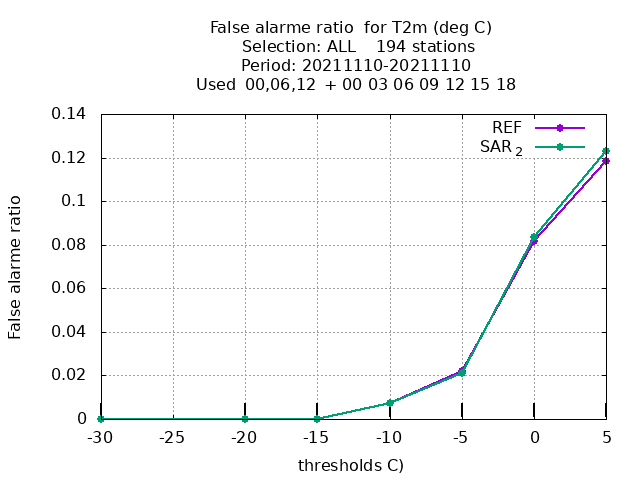 False alarme ratio  for T2m (deg C)
Selection: ALL    194 stations
Period: 20211110-20211110
Used  00,06,12  + 00 03 06 09 12 15 18
0.14
0.12
0.1
0.08
0.06
0.04
0.02
0
False alarme ratio
REF
SAR 2
-30 -25 -20 -15 -10 -5 0 5
thresholds C)